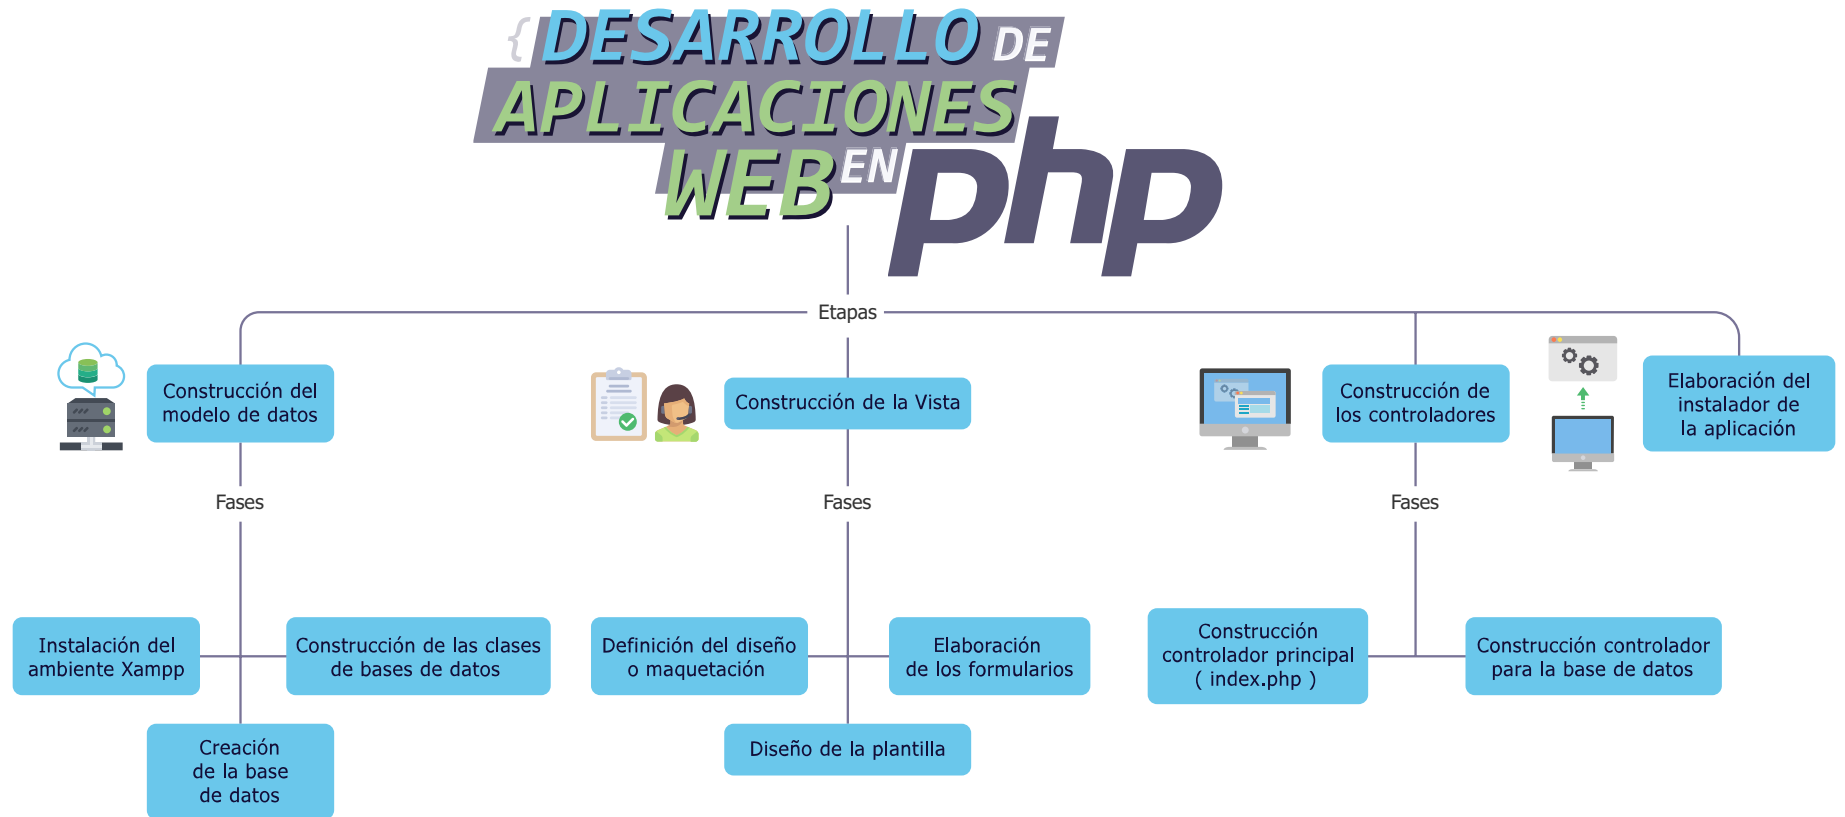 { DESARROLLO DE
APLICACIONES
WEB EN php
Etapas
Construcción del
modelo de datos
Construcción de la Vista
Construcción de
los controladores
Elaboración del
instalador de
la aplicación
Fases
Fases
Fases
Instalación del
ambiente Xampp
Construcción de las clases
de bases de datos
Creación
de la base
de datos
Definición del diseño
o maquetación
Elaboración
de los formularios
Diseño de la plantilla
Construcción
controlador principal
( index.php )
Construcción controlador
para la base de datos